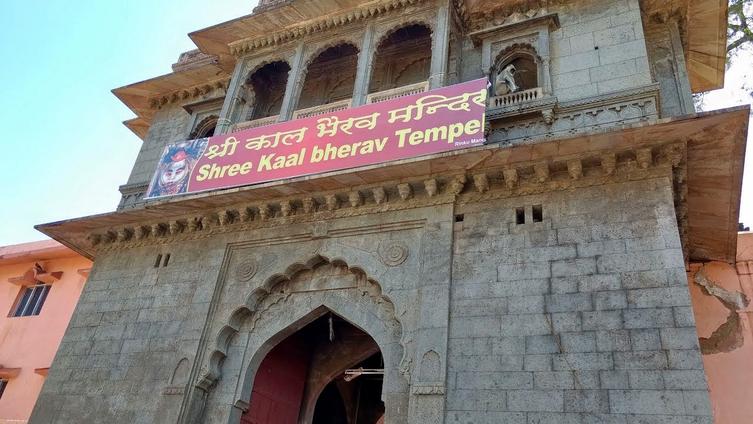 श्री काल भैरव मन्दिर
Shree Kaal bherav Tempel